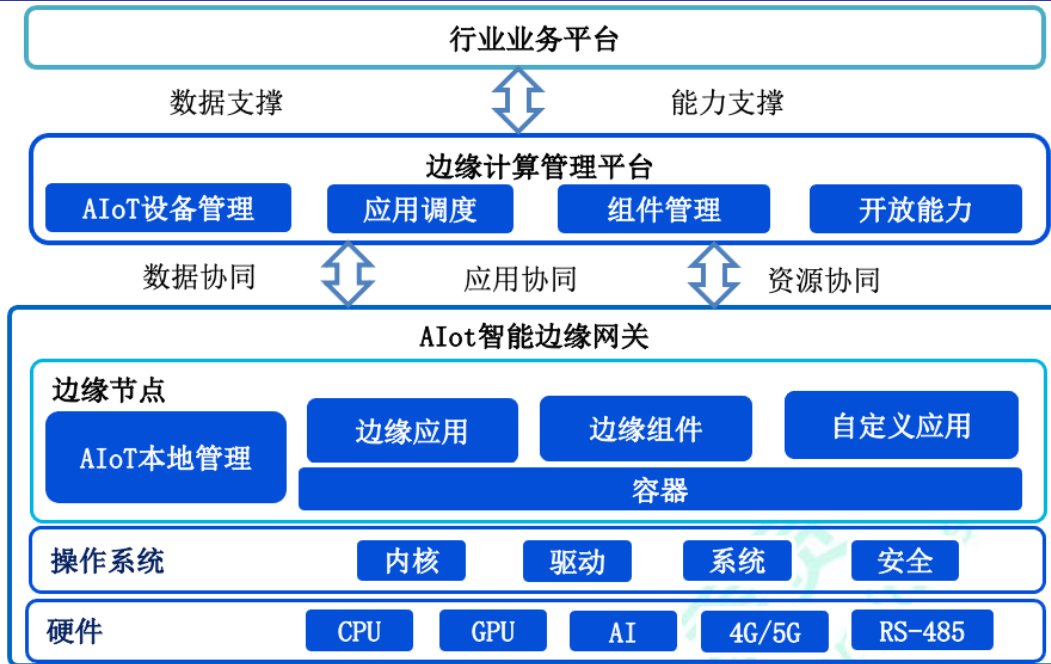 行业业务平台
数据支撑 能力支撑
边缘计算管理平台
AIoT设备管理 应用调度 组件管理 开放能力
数据协同 应用协同 资源协同
AIot智能边缘网关
边缘节点
AIoT本地管理 边缘应用 边缘组件 自定义应用
容器
操作系统 内核 驱动 系统 安全
硬件 CPU GPU AI 4G/5G RS-485